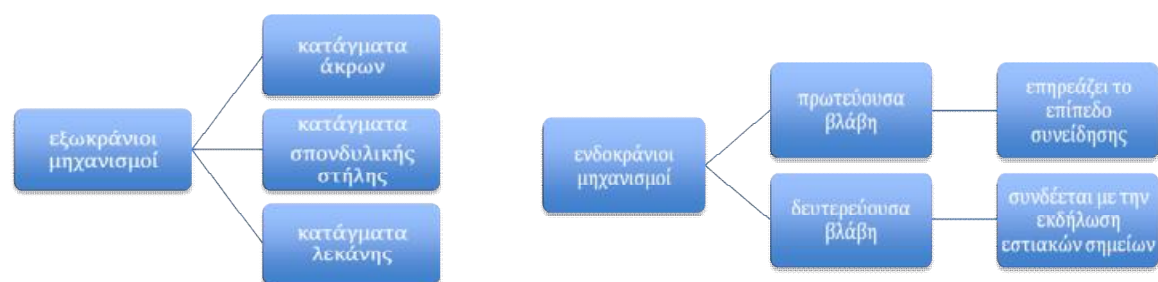 κατάγματα
άκρων
εξωκράνιοι
μηχανισμοί
κατάγματα
σπονδυλικής
στήλης
κατάγματα
λεκάνης
ενδοκράνιοι
μηχανισμοί
πρωτεύουσα
βλάβη
επηρεάζει το
επίπεδο
συνείδησης
δευτερεύουσα
βλάβη
συνδέεται με την
εκδήλωση
εστιακών σημείων